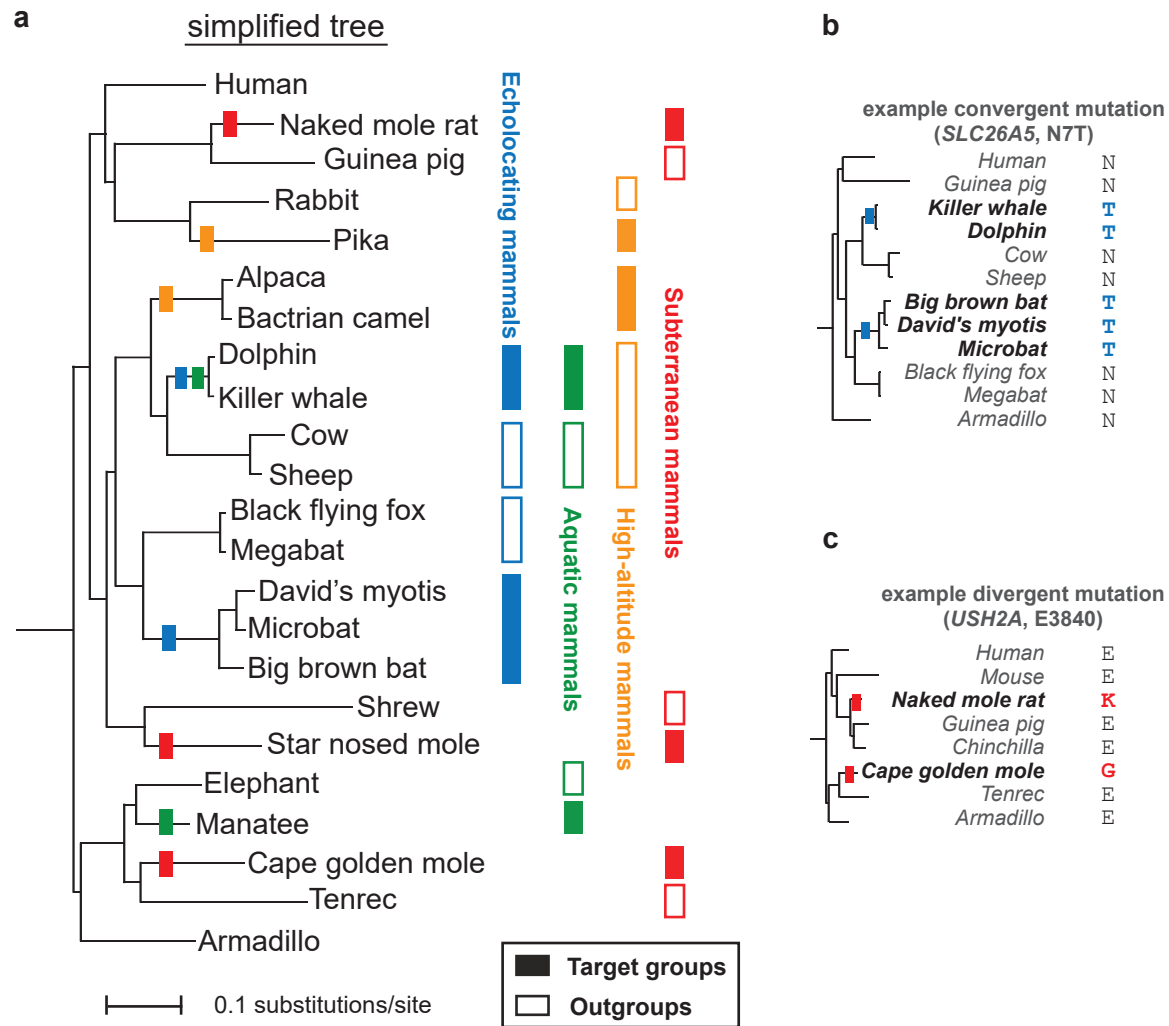 a
simplified tree
Human
Naked mole rat
Guinea pig
Rabbit
Pika
Alpaca
Bactrian camel
Dolphin
Killer whale
Cow
Sheep
Black flying fox
Megabat
David's myotis
Microbat
Big brown bat
Shrew
Star nosed mole
Elephant
Manatee
Cape golden mole
Tenrec
Armadillo
0.1 substitutions/site
Echolocating mammals
Aquatic mammals
High-altitude mammals
Subterranean mammals
Target groups
Outgroups
b
example convergent mutation
(SLC26A5, N7T)
Human N
Guinea pig N
Killer whale T
Dolphin T
Cow N
Sheep N
Big brown bat T
David's myotis T
Microbat T
Black flying fox N
Megabat N
Armadillo N
c
example divergent mutation
(USH2A, E3840)
Human E
Mouse E
Naked mole rat K
Guinea pig E
Chinchilla E
Cape golden mole G
Tenrec E
Armadillo E